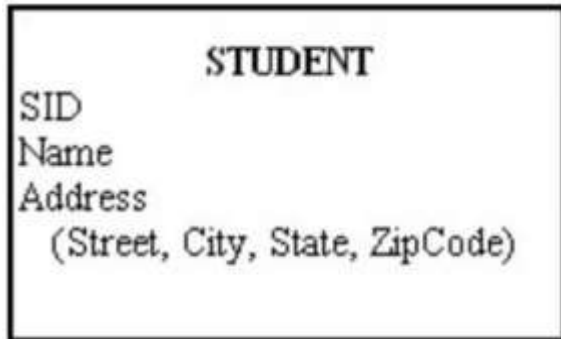 STUDENT
SID
Name
Address
(Street, City, State, ZipCode)